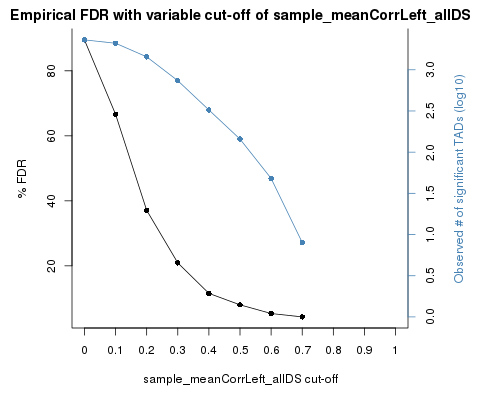 Empirical FDR with variable cut-off of sample_meanCorrLeft_allDS
% FDR
80
60
40
20
3.0
2.5
2.0
1.5
1.0
0.5
0.0
Observed # of significant TADs (log10)
0 0.1 0.2 0.3 0.4 0.5 0.6 0.7 0.8 0.9 1
sample_meanCorrLeft_allDS cut-off